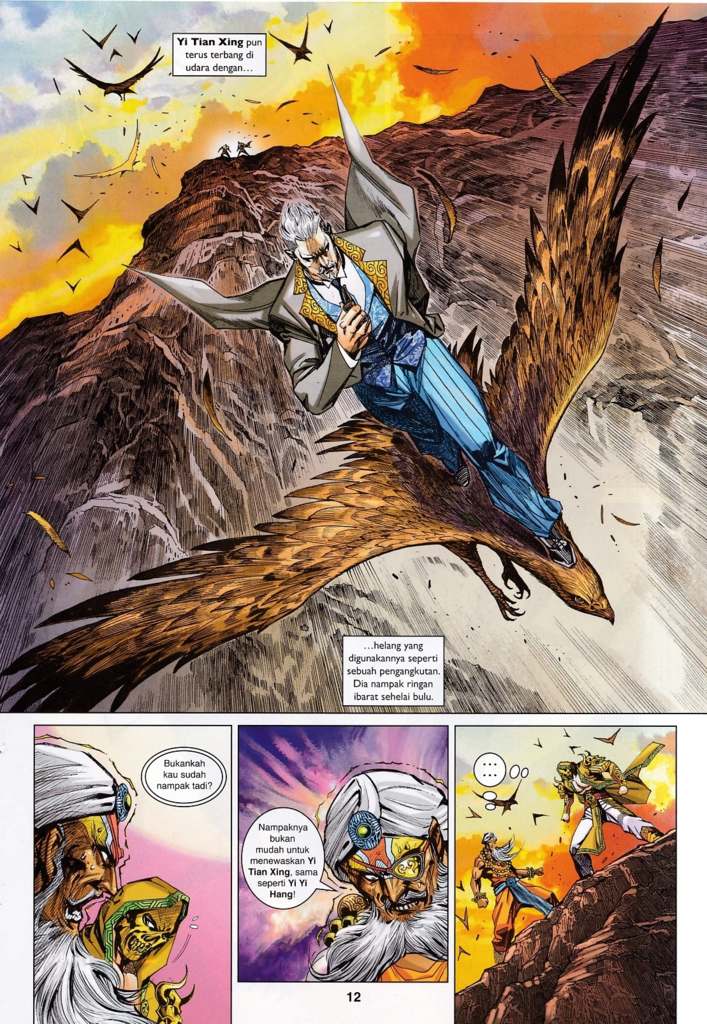 Yi Tian Xing pun
terus terbang di
udara dengan...
...helang yang
digunakannya seperti
sebuah pengangkutan.
Dia nampak ringan
ibarat sehelai bulu.
Bukankah
kau sudah
nampak tadi?
Nampaknya
bukan
mudah untuk
menewaskan Yi
Tian Xing, sama
seperti Yi Yi
Hang!
...
...
12